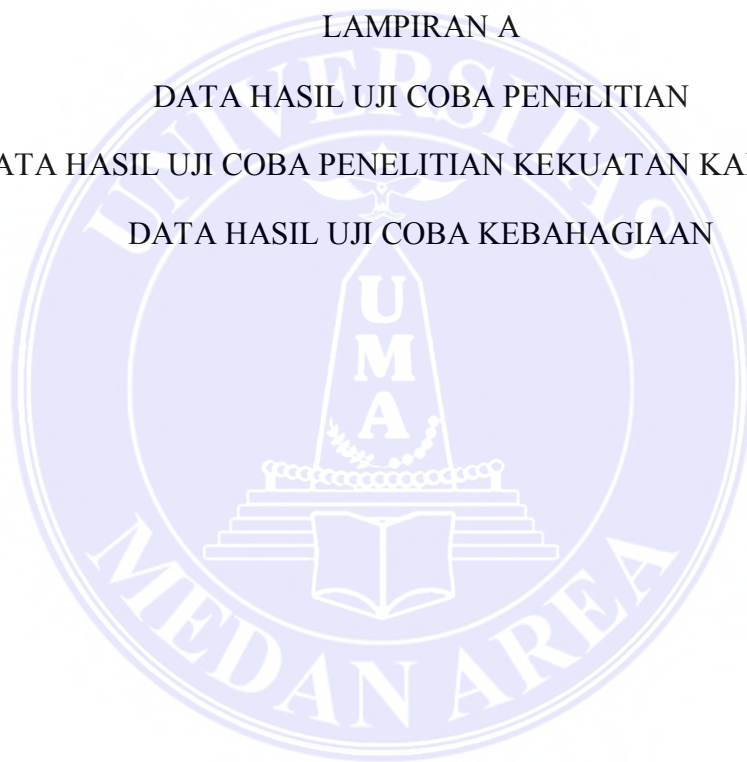 LAMPIRAN A
DATA HASIL UJI COBA PENELITIAN
ATA HASIL UJI COBA PENELITIAN KEKUATAN KA
DATA HASIL UJI COBA KEBAHAGIAAN
UNIVERSITAS
UMA
MEDAN AREA